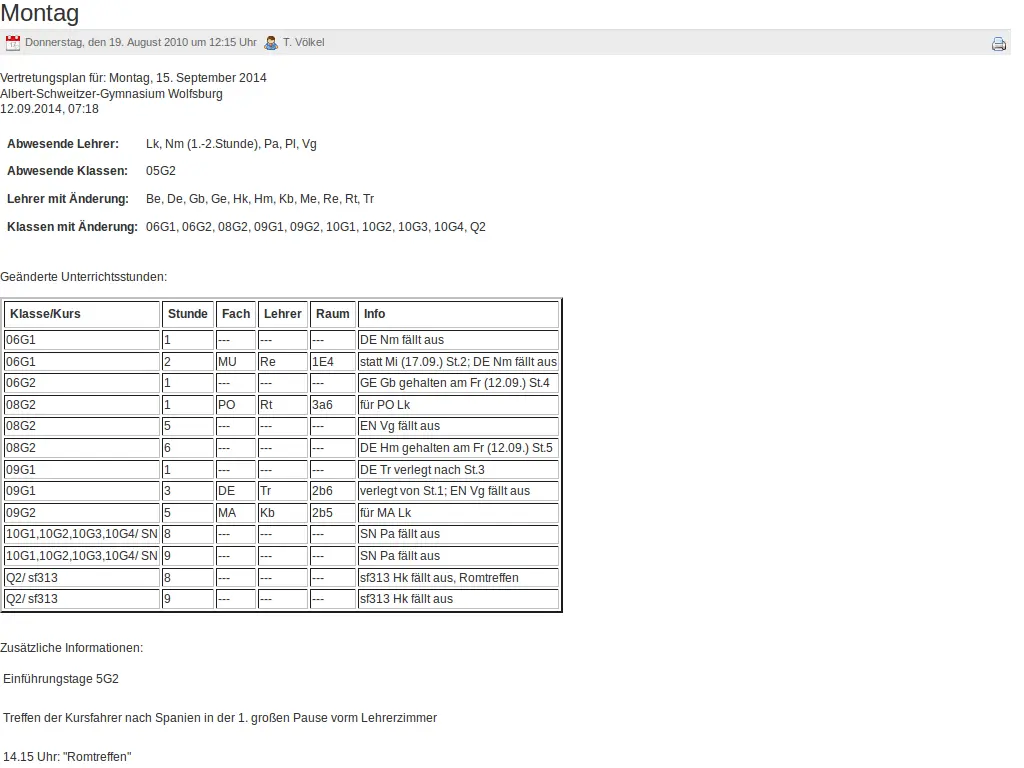 Montag
Donnerstag, den 19. August 2010 um 12:15 Uhr T. Völkel
Vertretungsplan für: Montag, 15. September 2014
Albert-Schweitzer-Gymnasium Wolfsburg
12.09.2014, 07:18
Abwesende Lehrer: Lk, Nm (1.-2.Stunde), Pa, Pl, Vg
Abwesende Klassen: 05G2
Lehrer mit Änderung: Be, De, Gb, Ge, Hk, Hm, Kb, Me, Re, Rt, Tr
Klassen mit Änderung: 06G1, 06G2, 08G2, 09G1, 09G2, 10G1, 10G2, 10G3, 10G4, Q2
Geänderte Unterrichtsstunden:
Klasse/Kurs Stunde Fach Lehrer Raum Info
06G1 1 --- --- --- DE Nm fällt aus
06G1 2 MU Re 1E4 statt Mi (17.09.) St.2; DE Nm fällt aus
06G2 1 --- --- --- GE Gb gehalten am Fr (12.09.) St.4
08G2 1 PO Rt 3a6 für PO Lk
08G2 5 --- --- --- EN Vg fällt aus
08G2 6 --- --- --- DE Hm gehalten am Fr (12.09.) St.5
09G1 1 --- --- --- DE Tr verlegt nach St.3
09G1 3 DE Tr 2b6 verlegt von St.1; EN Vg fällt aus
09G2 5 MA Kb 2b5 für MA Lk
10G1,10G2,10G3,10G4/ SN 8 --- --- --- SN Pa fällt aus
10G1,10G2,10G3,10G4/ SN 9 --- --- --- SN Pa fällt aus
Q2/ sf313 8 --- --- --- sf313 Hk fällt aus, Romtreffen
Q2/ sf313 9 --- --- --- sf313 Hk fällt aus
Zusätzliche Informationen:
Einführungstage 5G2
Treffen der Kursfahrer nach Spanien in der 1. großen Pause vorm Lehrerzimmer
14.15 Uhr: "Romtreffen"